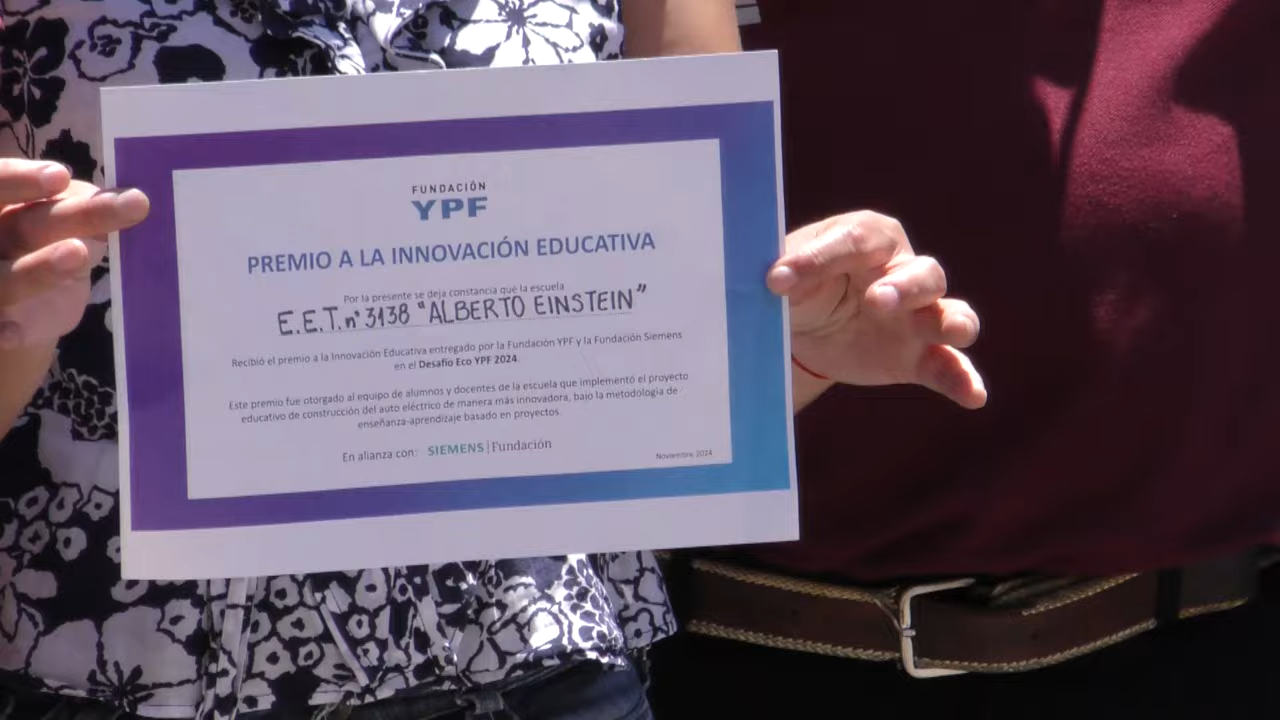 FUNDACIÓN
YPF
PREMIO A LA INNOVACIÓN EDUCATIVA
Por la presente se deja constancia que la escuela
E.E.T. n° 3138 "ALBERTO EINSTEIN"
Recibió el premio a la Innovación Educativa entregado por la Fundación YPF y la Fundación Siemens
en el Desafío Eco YPF 2024.
Este premio fue otorgado al equipo de alumnos y docentes de la escuela que implementó el proyecto
educativo de construcción del auto eléctrico de manera más innovadora, bajo la metodología de
enseñanza-aprendizaje basado en proyectos.
En alianza con: SIEMENS | Fundación
Noviembre 2024